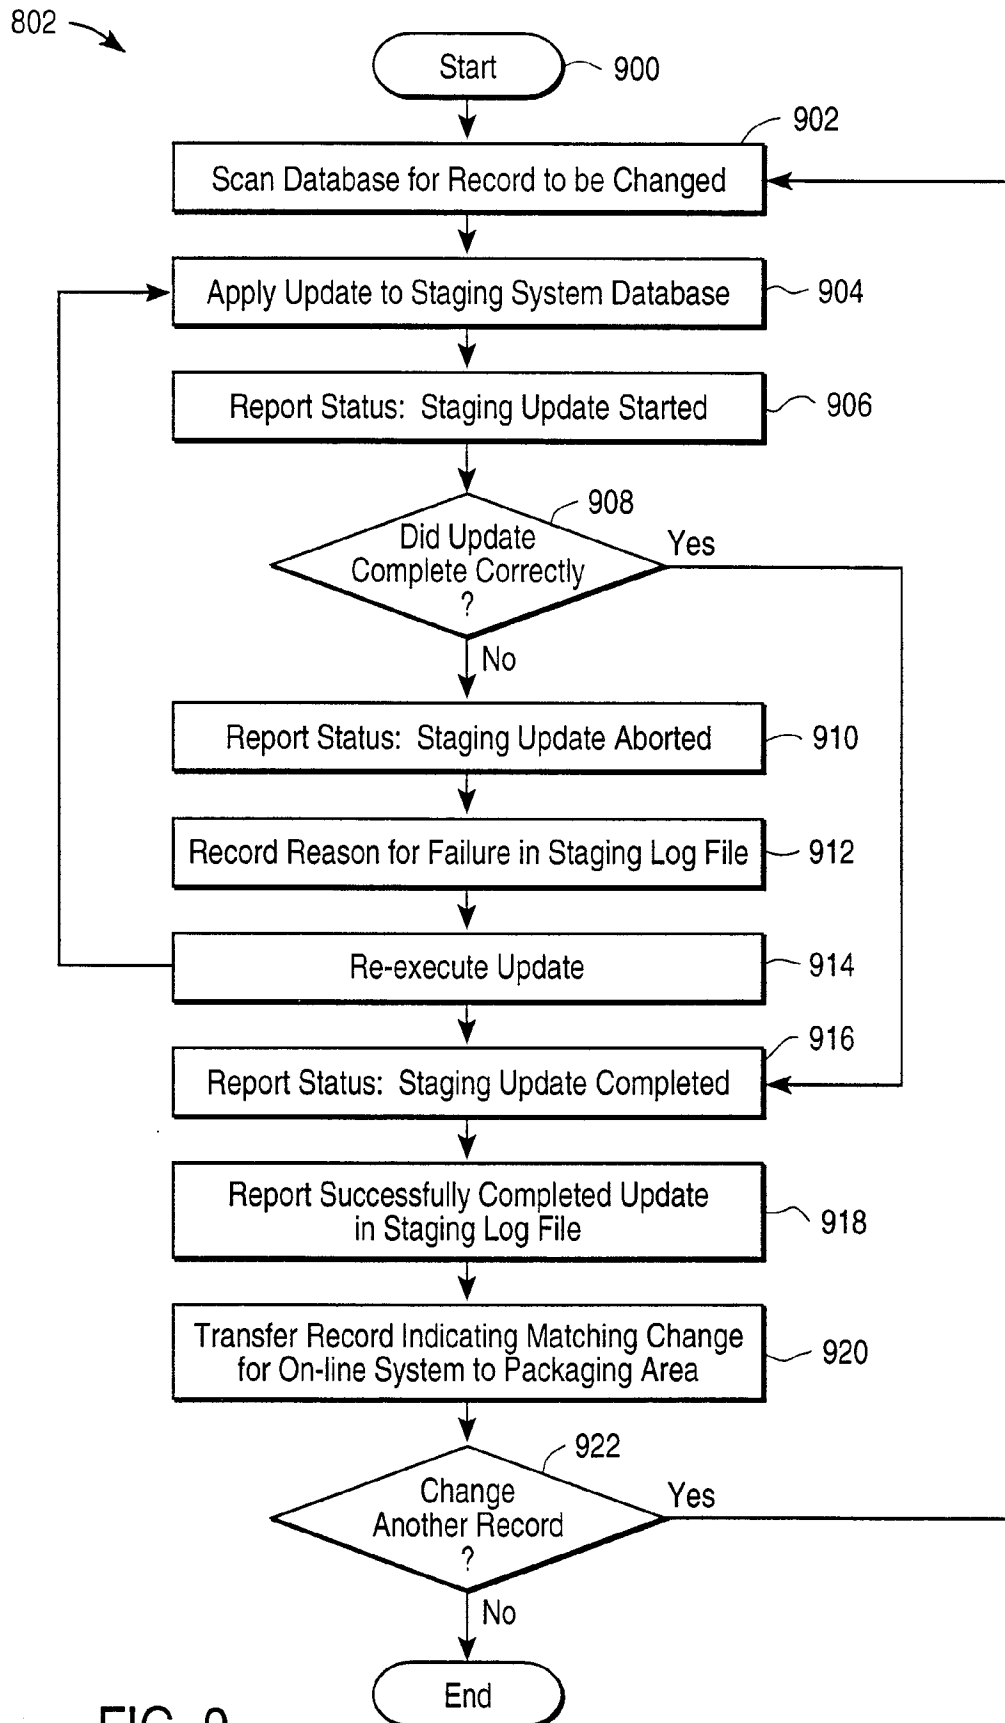 802
Start
900
902
Scan Database for Record to be Changed
Apply Update to Staging System Database
904
Report Status: Staging Update Started
906
908
Did Update
Complete Correctly
?
Yes
No
Report Status: Staging Update Aborted
910
Record Reason for Failure in Staging Log File
912
Re-execute Update
914
916
Report Status: Staging Update Completed
Report Successfully Completed Update
in Staging Log File
918
Transfer Record Indicating Matching Change
for On-line System to Packaging Area
920
922
Change
Another Record
?
Yes
No
End
FIG. 9